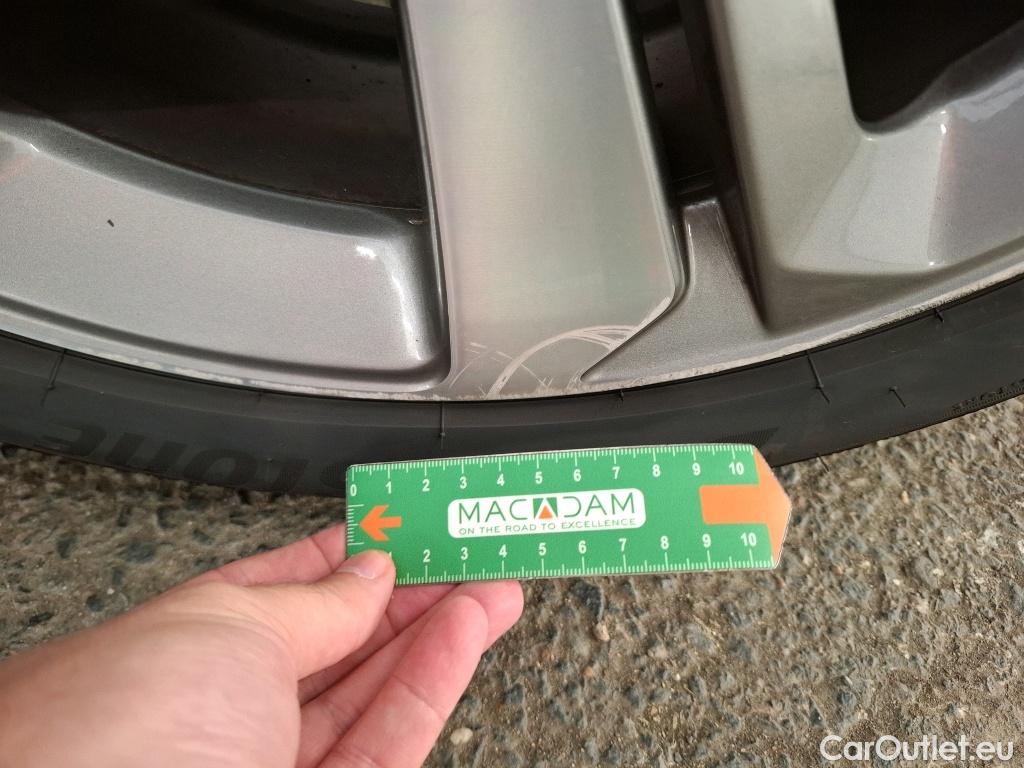 0 1 2 3 4 5 6 7 8 9 10
MACADAM
ON THE ROAD TO EXCELLENCE
2 3 4 5 6 7 8 9 10
CarOutlet.eu